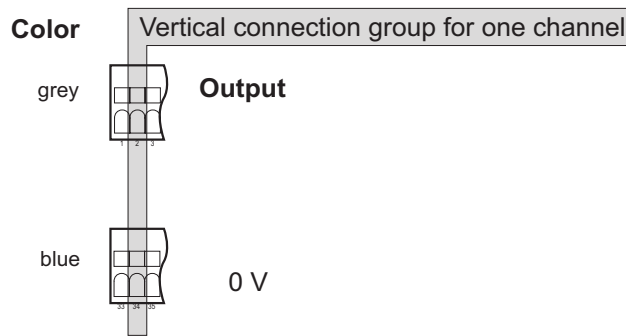 Color
Vertical connection group for one channel
grey
Output
1 2 3
blue
0 V
33 34 35